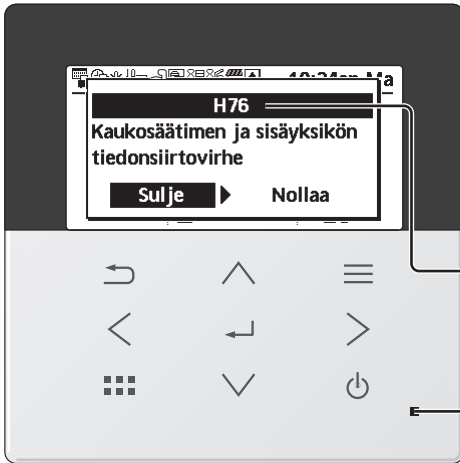 H76
Kaukosäätimen ja sisäyksikön
tiedonsiirtovirhe
Sulje
Nollaa